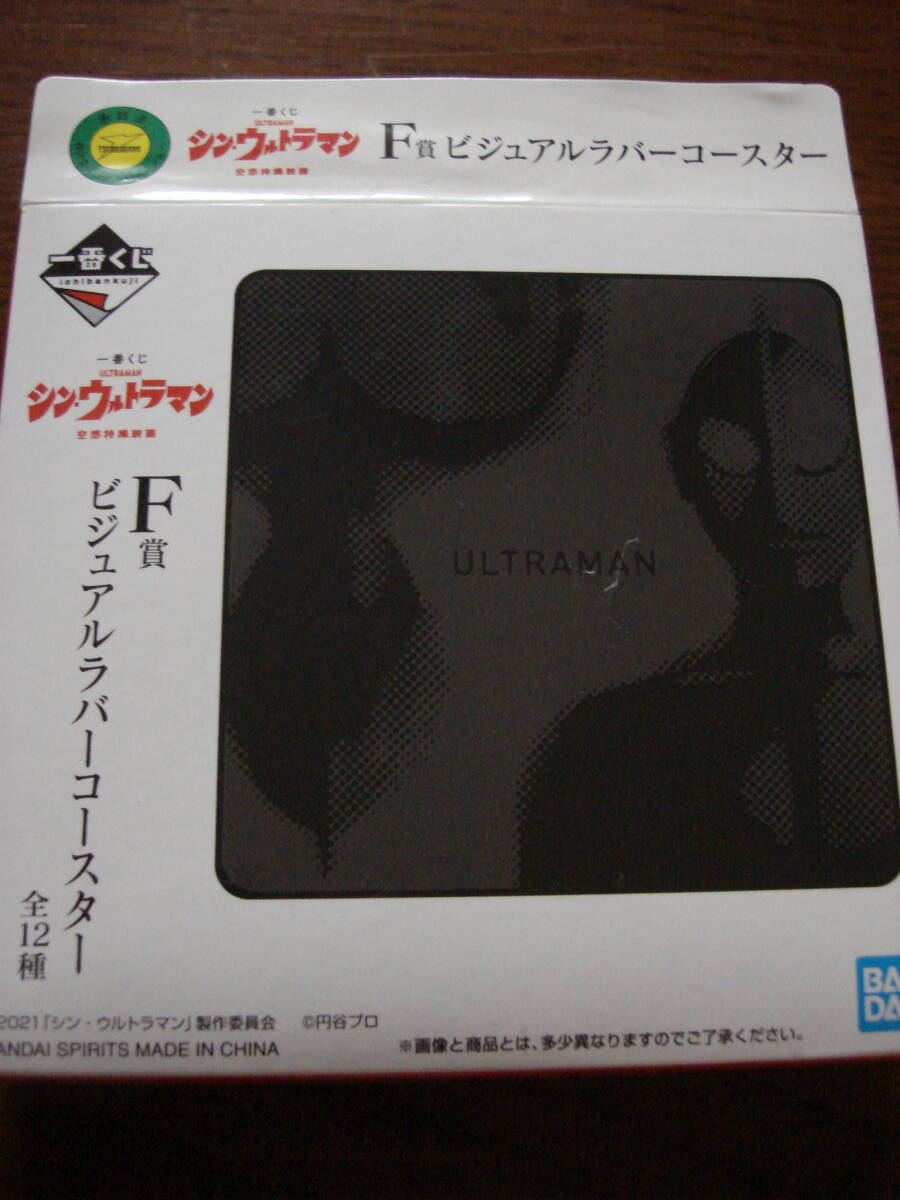 一番くじ
ULTRAMAN
シン・ウルトラマン
空想特撮映画
F賞 ビジュアルラバーコースター
一番くじ
ichibankuji
一番くじ
ULTRAMAN
シン・ウルトラマン
空想特撮映画
F賞
ビジュアルラバーコースター
全12種
ULTRAMAN
2021「シン・ウルトラマン」製作委員会 ©円谷プロ
ANDAI SPIRITS MADE IN CHINA
※画像と商品とは、多少異なりますのでご了承ください。
BA
DA